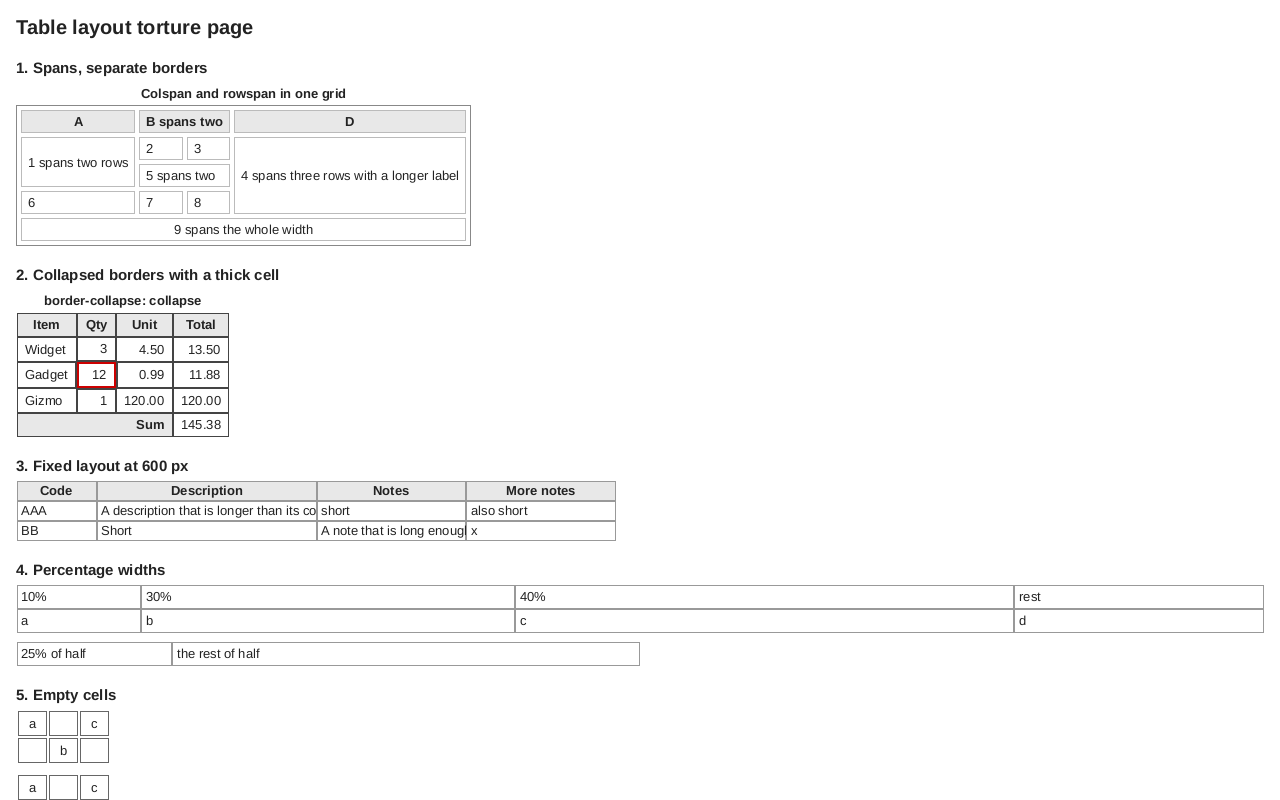 Table layout torture page
1. Spans, separate borders
Colspan and rowspan in one grid
A B spans two D
1 spans two rows 2 3 4 spans three rows with a longer label
5 spans two
6 7 8
9 spans the whole width
2. Collapsed borders with a thick cell
border-collapse: collapse
Item Qty Unit Total
Widget 3 4.50 13.50
Gadget 12 0.99 11.88
Gizmo 1 120.00 120.00
Sum 145.38
3. Fixed layout at 600 px
Code Description Notes More notes
AAA A description that is longer than its co short also short
BB Short A note that is long enough x
4. Percentage widths
10% 30% 40% rest
a b c d
25% of half the rest of half
5. Empty cells
a c
b
a c